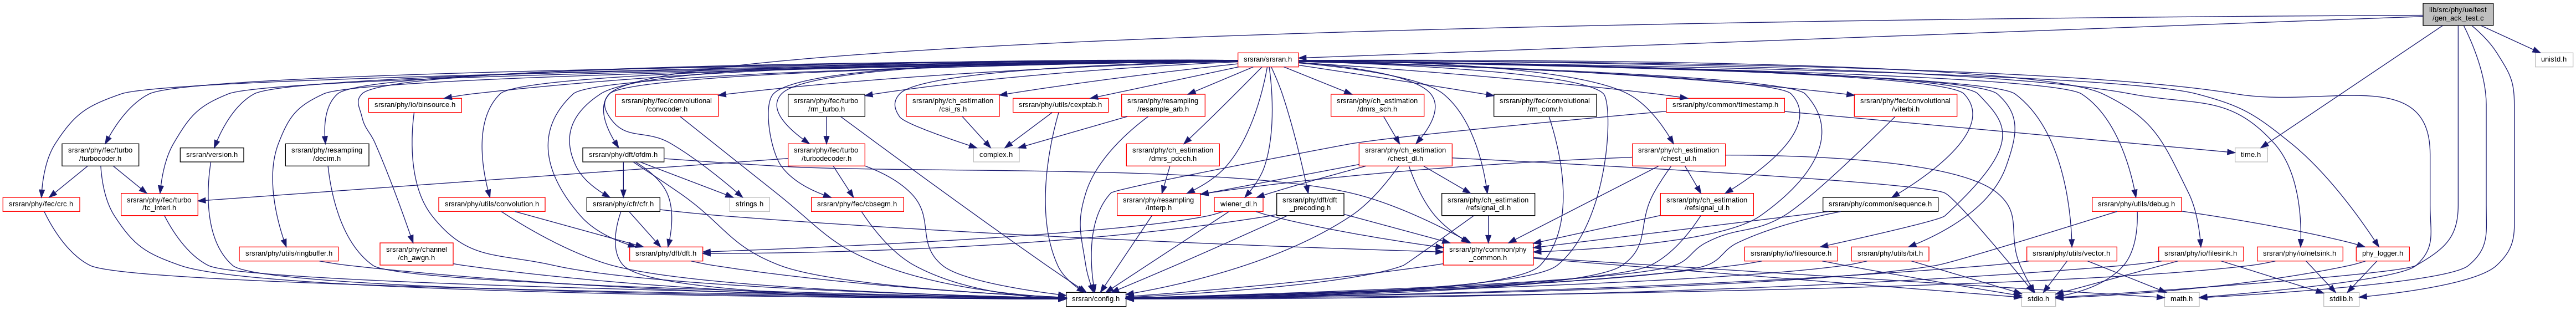 lib/src/phy/ue/test
/gen_ack_test.c
srsran/srsran.h
unistd.h
srsran/phy/io/binsource.h
srsran/phy/fec/convolutional
/convcoder.h
srsran/phy/fec/turbo
/rm_turbo.h
srsran/phy/ch_estimation
/csi_rs.h
srsran/phy/utils/cexptab.h
srsran/phy/resampling
/resample_arb.h
srsran/phy/ch_estimation
/dmrs_sch.h
srsran/phy/fec/convolutional
/rm_conv.h
srsran/phy/common/timestamp.h
srsran/phy/fec/convolutional
/viterbi.h
srsran/phy/fec/turbo
/turbocoder.h
srsran/version.h
srsran/phy/resampling
/decim.h
srsran/phy/dft/ofdm.h
srsran/phy/fec/turbo
/turbodecoder.h
complex.h
srsran/phy/ch_estimation
/dmrs_pdcch.h
srsran/phy/ch_estimation
/chest_dl.h
srsran/phy/ch_estimation
/chest_ul.h
time.h
srsran/phy/fec/crc.h
srsran/phy/fec/turbo
/tc_interl.h
srsran/phy/utils/convolution.h
srsran/phy/cfr/cfr.h
strings.h
srsran/phy/fec/cbsegm.h
srsran/phy/resampling
/interp.h
wiener_dl.h
srsran/phy/dft/dft
_precoding.h
srsran/phy/ch_estimation
/refsignal_dl.h
srsran/phy/ch_estimation
/refsignal_ul.h
srsran/phy/common/sequence.h
srsran/phy/utils/debug.h
srsran/phy/utils/ringbuffer.h
srsran/phy/channel
/ch_awgn.h
srsran/phy/dft/dft.h
srsran/phy/common/phy
_common.h
srsran/phy/io/filesource.h
srsran/phy/utils/bit.h
srsran/phy/utils/vector.h
srsran/phy/io/filesink.h
srsran/phy/io/netsink.h
phy_logger.h
srsran/config.h
stdio.h
math.h
stdlib.h